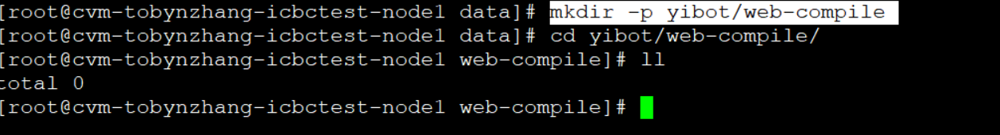 [root@cvm-tobynzhang-icbctest-node1 data]# mkdir -p yibot/web-compile
[root@cvm-tobynzhang-icbctest-node1 data]# cd yibot/web-compile/
[root@cvm-tobynzhang-icbctest-node1 web-compile]# ll
total 0
[root@cvm-tobynzhang-icbctest-node1 web-compile]#